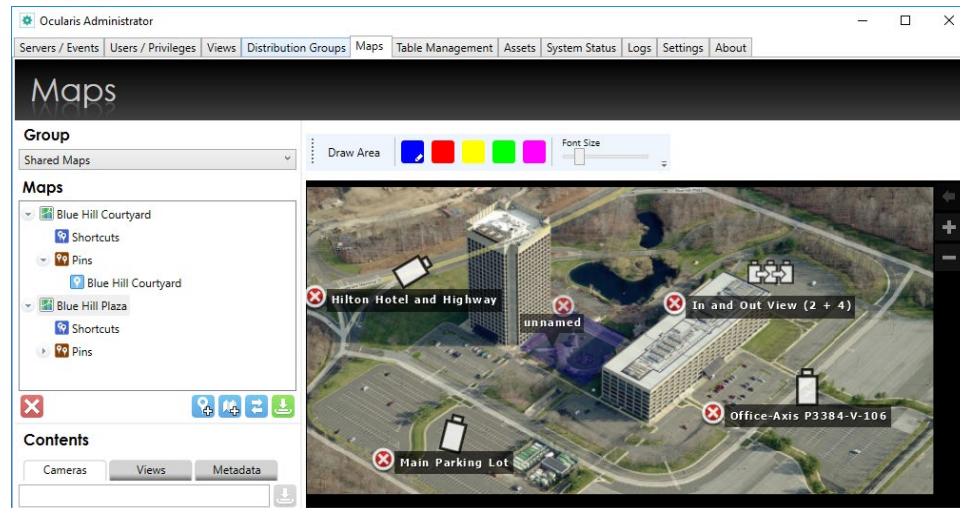 Ocularis Administrator
Servers / Events Users / Privileges Views Distribution Groups Maps Table Management Assets System Status Logs Settings About
Maps
Group
Shared Maps
Draw Area
Font Size
Maps
Blue Hill Courtyard
Shortcuts
Pins
Blue Hill Courtyard
Blue Hill Plaza
Shortcuts
Pins
Hilton Hotel and Highway
unnamed
In and Out View (2 + 4)
Office-Axis P3384-V-106
Main Parking Lot
Contents
Cameras Views Metadata